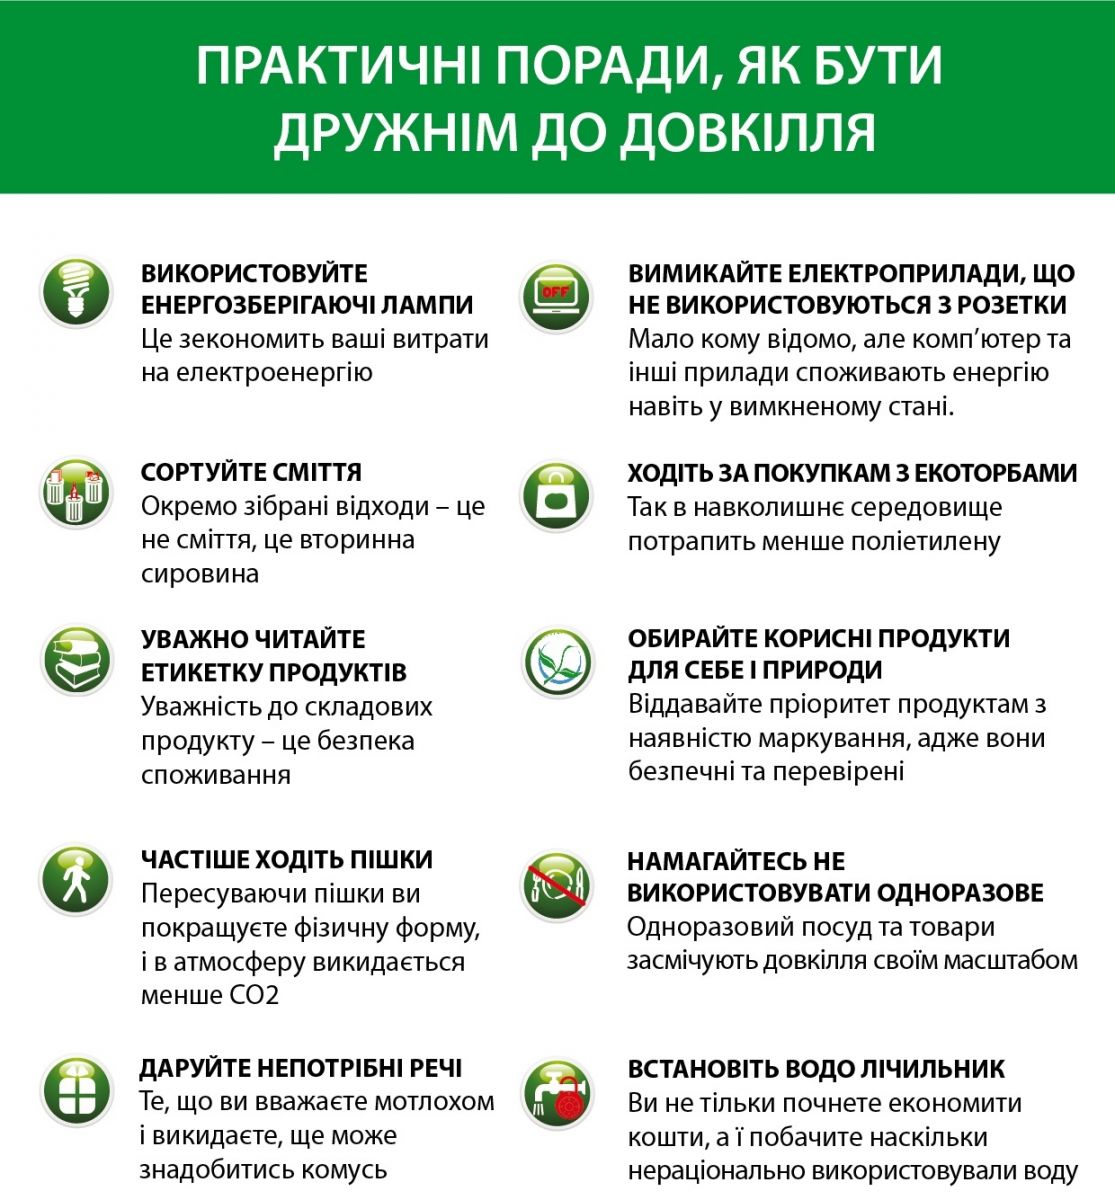 ПРАКТИЧНІ ПОРАДИ, ЯК БУТИ
ДРУЖНІМ ДО ДОВКІЛЛЯ
ВИКОРИСТОВУЙТЕ
ЕНЕРГОЗБЕРІГАЮЧІ ЛАМПИ
Це зекономить ваші витрати
на електроенергію
OFF
ВИМИКАЙТЕ ЕЛЕКТРОПРИЛАДИ, ЩО
НЕ ВИКОРИСТОВУЮТЬСЯ З РОЗЕТКИ
Мало кому відомо, але комп’ютер та
інші прилади споживають енергію
навіть у вимкненому стані.
СОРТУЙТЕ СМІТТЯ
Окремо зібрані відходи – це
не сміття, це вторинна
сировина
ХОДІТЬ ЗА ПОКУПКАМ З ЕКОТОРБАМИ
Так в навколишнє середовище
потрапить менше поліетилену
УВАЖНО ЧИТАЙТЕ
ЕТИКЕТКУ ПРОДУКТІВ
Уважність до складових
продукту – це безпека
споживання
ОБИРАЙТЕ КОРИСНІ ПРОДУКТИ
ДЛЯ СЕБЕ І ПРИРОДИ
Віддавайте пріоритет продуктам з
наявністю маркування, адже вони
безпечні та перевірені
ЧАСТІШЕ ХОДІТЬ ПІШКИ
Пересуваючи пішки ви
покращуєте фізичну форму,
і в атмосферу викидається
менше СО2
НАМАГАЙТЕСЬ НЕ
ВИКОРИСТОВУВАТИ ОДНОРАЗОВЕ
Одноразовий посуд та товари
засмічують довкілля своїм масштабом
ДАРУЙТЕ НЕПОТРІБНІ РЕЧІ
Те, що ви вважаєте мотлохом
і викидаєте, ще може
знадобитись комусь
ВСТАНОВІТЬ ВОДО ЛІЧИЛЬНИК
Ви не тільки почнете економити
кошти, а ї побачите наскільки
нераціонально використовували воду